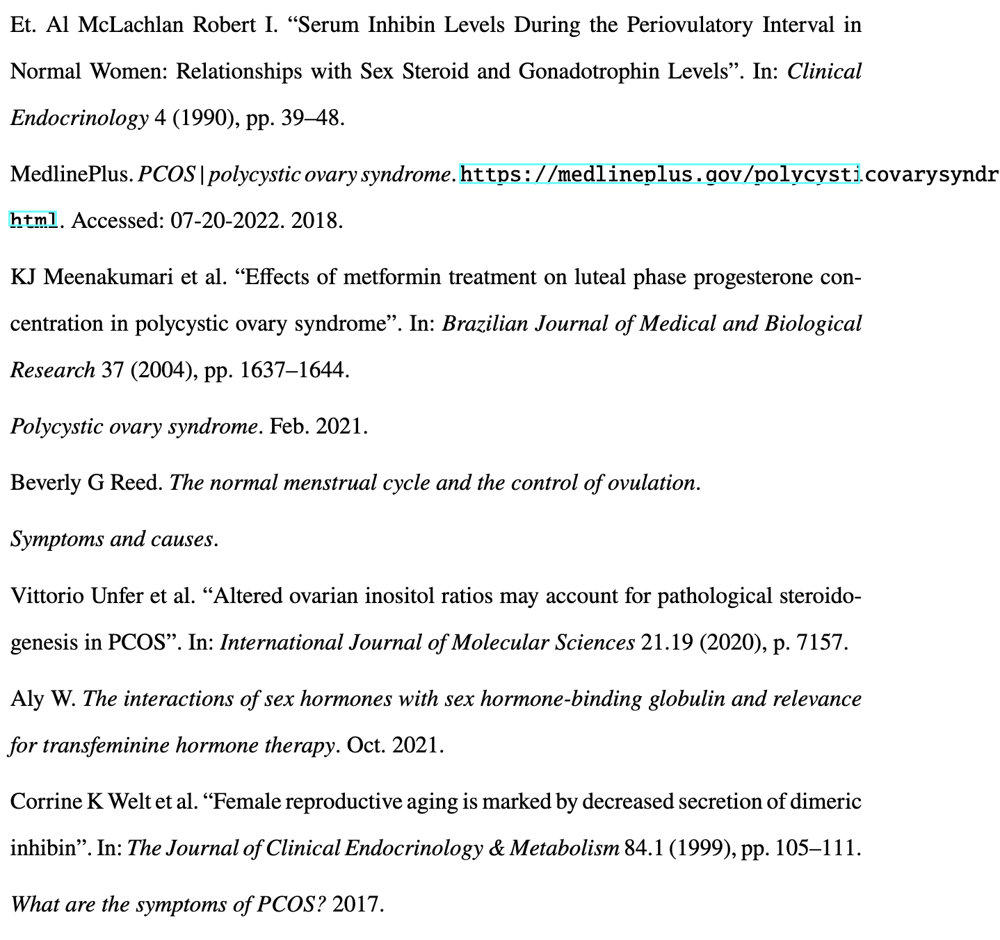 Et. Al McLachlan Robert I. “Serum Inhibin Levels During the Periovulatory Interval in
Normal Women: Relationships with Sex Steroid and Gonadotrophin Levels”. In: Clinical
Endocrinology 4 (1990), pp. 39–48.
MedlinePlus. PCOS | polycystic ovary syndrome. https://medlineplus.gov/polycysticovarysyndr
html. Accessed: 07-20-2022. 2018.
KJ Meenakumari et al. “Effects of metformin treatment on luteal phase progesterone con-
centration in polycystic ovary syndrome”. In: Brazilian Journal of Medical and Biological
Research 37 (2004), pp. 1637–1644.
Polycystic ovary syndrome. Feb. 2021.
Beverly G Reed. The normal menstrual cycle and the control of ovulation.
Symptoms and causes.
Vittorio Unfer et al. “Altered ovarian inositol ratios may account for pathological steroido-
genesis in PCOS”. In: International Journal of Molecular Sciences 21.19 (2020), p. 7157.
Aly W. The interactions of sex hormones with sex hormone-binding globulin and relevance
for transfeminine hormone therapy. Oct. 2021.
Corrine K Welt et al. “Female reproductive aging is marked by decreased secretion of dimeric
inhibin”. In: The Journal of Clinical Endocrinology & Metabolism 84.1 (1999), pp. 105–111.
What are the symptoms of PCOS? 2017.